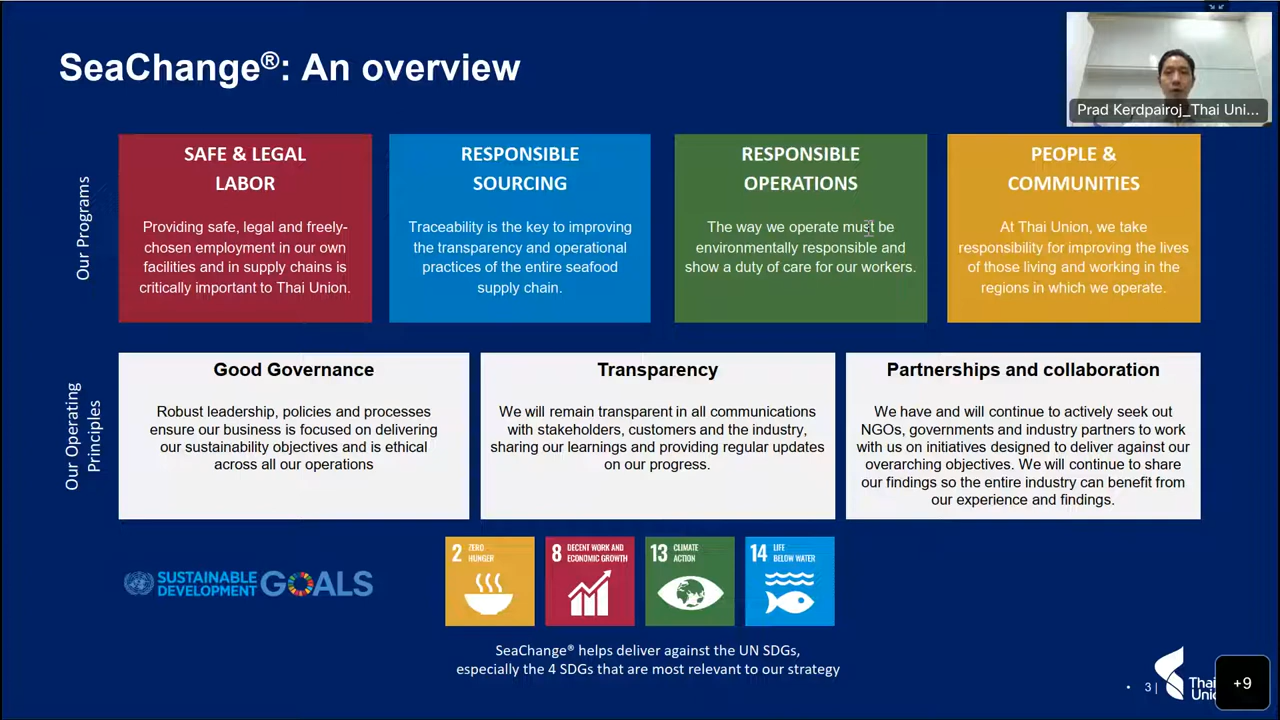 SeaChange®: An overview
Prad Kerdpairoj_Thai Uni...
Our Programs
SAFE & LEGAL
LABOR
Providing safe, legal and freely-
chosen employment in our own
facilities and in supply chains is
critically important to Thai Union.
RESPONSIBLE
SOURCING
Traceability is the key to improving
the transparency and operational
practices of the entire seafood
supply chain.
RESPONSIBLE
OPERATIONS
The way we operate must be
environmentally responsible and
show a duty of care for our workers.
PEOPLE &
COMMUNITIES
At Thai Union, we take
responsibility for improving the lives
of those living and working in the
regions in which we operate.
Our Operating
Principles
Good Governance
Robust leadership, policies and processes
ensure our business is focused on delivering
our sustainability objectives and is ethical
across all our operations
Transparency
We will remain transparent in all communications
with stakeholders, customers and the industry,
sharing our learnings and providing regular updates
on our progress.
Partnerships and collaboration
We have and will continue to actively seek out
NGOs, governments and industry partners to work
with us on initiatives designed to deliver against our
overarching objectives. We will continue to share
our findings so the entire industry can benefit from
our experience and findings.
SUSTAINABLE
DEVELOPMENT
GOALS
2 ZERO
HUNGER
8 DECENT WORK AND
ECONOMIC GROWTH
13 CLIMATE
ACTION
14 LIFE
BELOW WATER
SeaChange® helps deliver against the UN SDGs,
especially the 4 SDGs that are most relevant to our strategy
• 3 |
Thai
Unio
+9